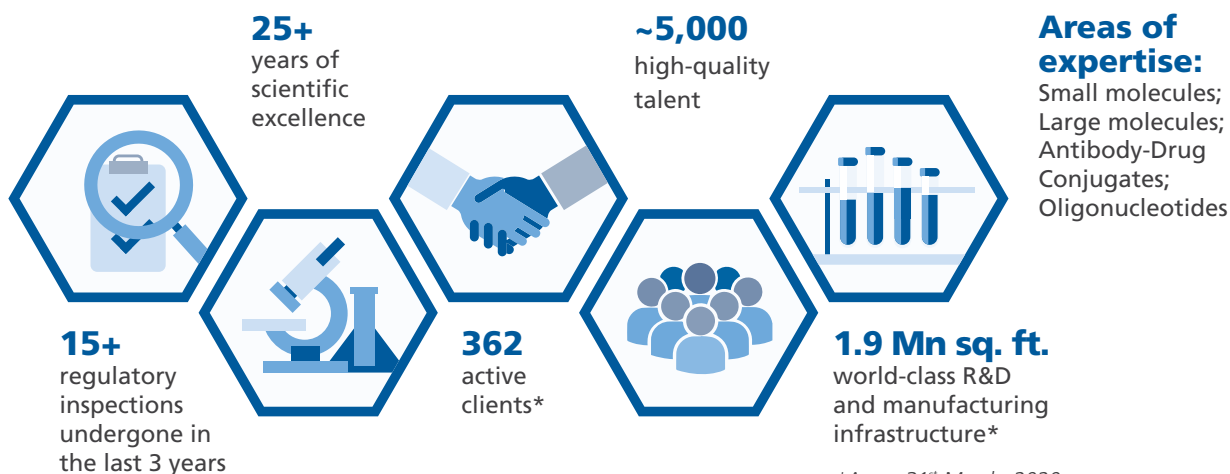 25+
years of
scientific
excellence
~5,000
high-quality
talent
Areas of
expertise:
Small molecules;
Large molecules;
Antibody-Drug
Conjugates;
Oligonucleotides
15+
regulatory
inspections
undergone in
the last 3 years
362
active
clients*
1.9 Mn sq. ft.
world-class R&D
and manufacturing
infrastructure*